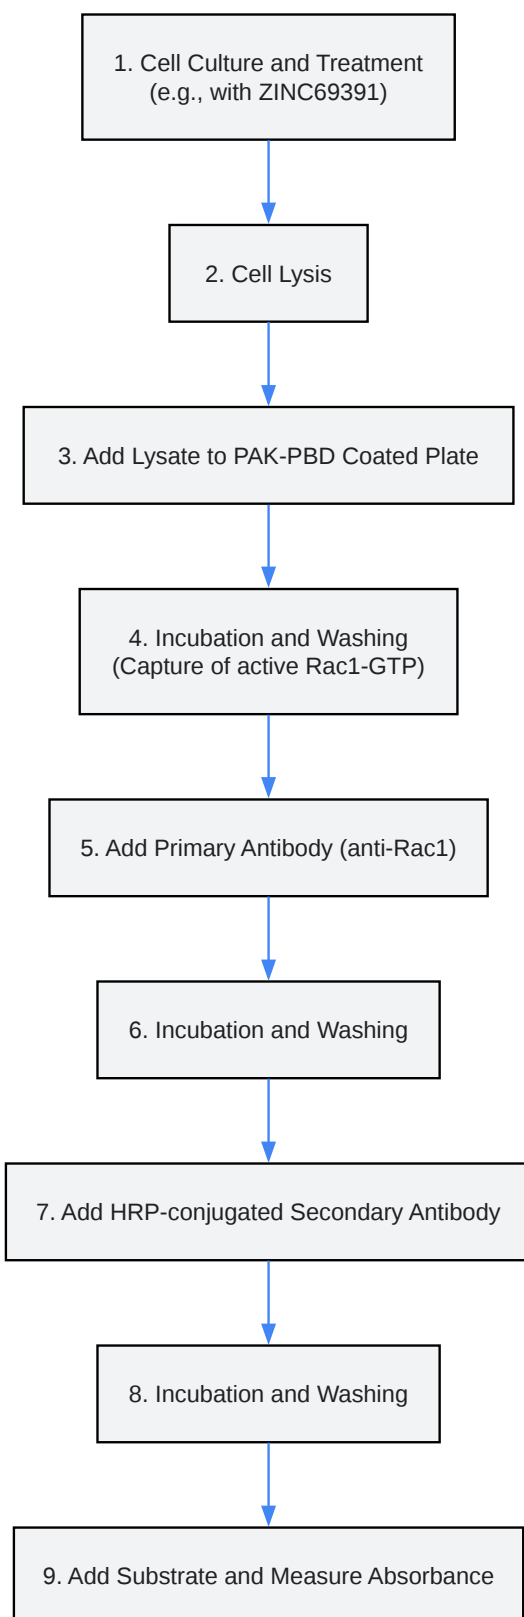 1. Cell Culture and Treatment
(e.g., with ZINC69391)
2. Cell Lysis
3. Add Lysate to PAK-PBD Coated Plate
4. Incubation and Washing
(Capture of active Rac1-GTP)
5. Add Primary Antibody (anti-Rac1)
6. Incubation and Washing
7. Add HRP-conjugated Secondary Antibody
8. Incubation and Washing
9. Add Substrate and Measure Absorbance